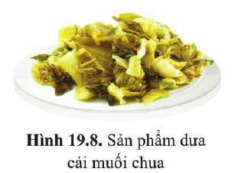 Hình 19.8. Sản phẩm dưa
cải muối chua